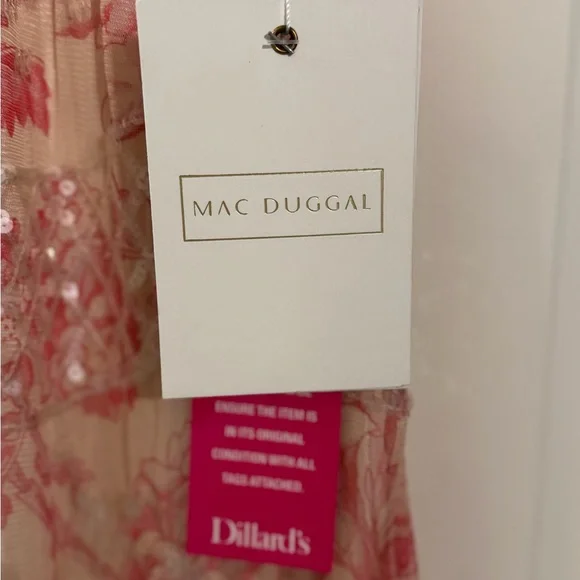 MAC DUGGAL
ENSURE THE ITEM IS
IN ITS ORIGINAL
CONDITION WITH ALL
TAGS ATTACHED.
Dillard's